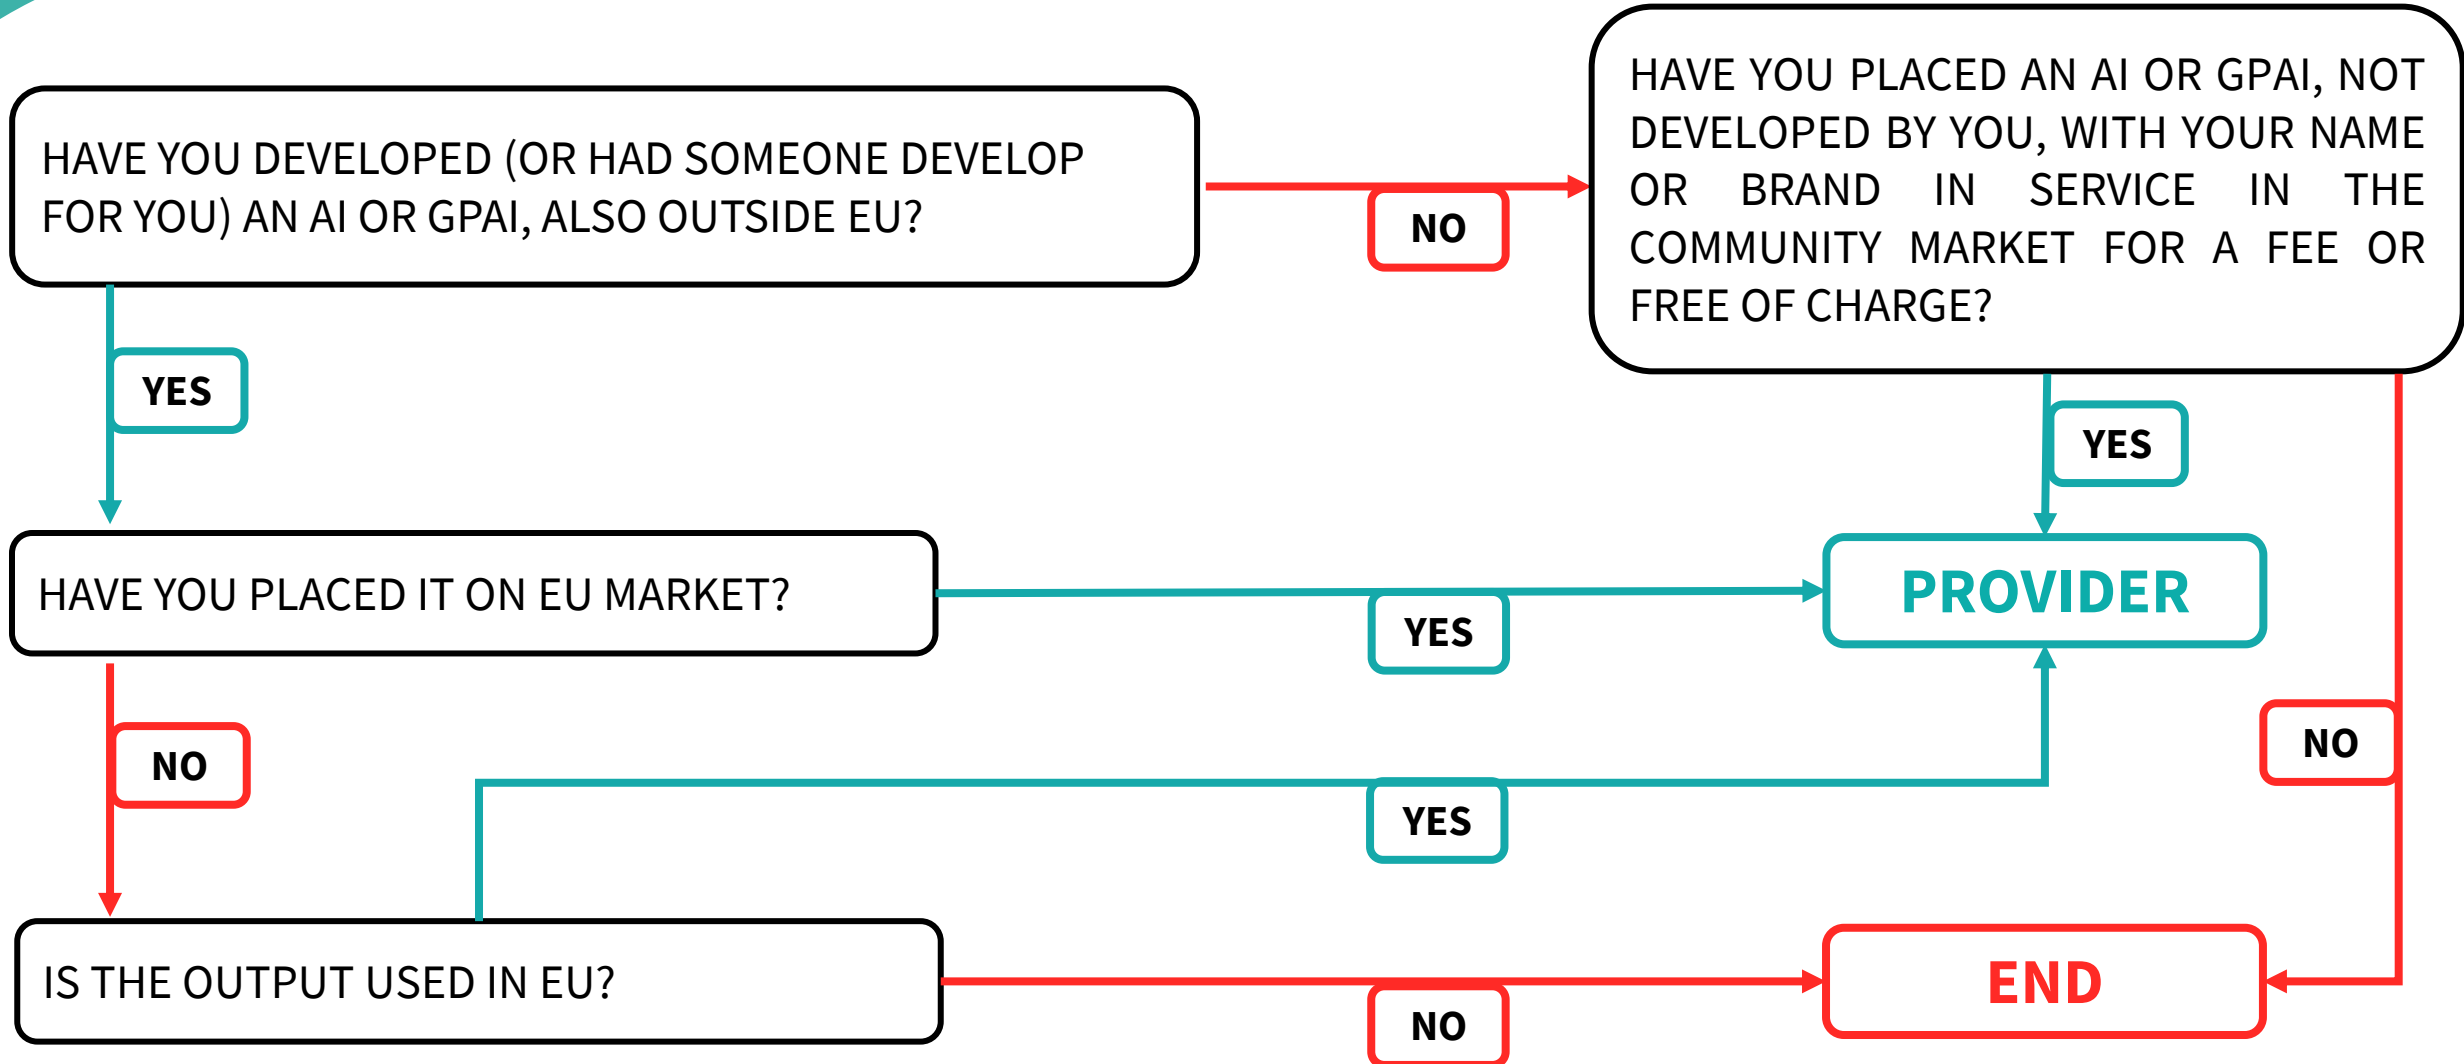 HAVE YOU DEVELOPED (OR HAD SOMEONE DEVELOP
FOR YOU) AN AI OR GPAI, ALSO OUTSIDE EU?
NO
HAVE YOU PLACED AN AI OR GPAI, NOT
DEVELOPED BY YOU, WITH YOUR NAME
OR BRAND IN SERVICE IN THE
COMMUNITY MARKET FOR A FEE OR
FREE OF CHARGE?
YES
YES
HAVE YOU PLACED IT ON EU MARKET?
YES
PROVIDER
NO
YES
NO
IS THE OUTPUT USED IN EU?
NO
END